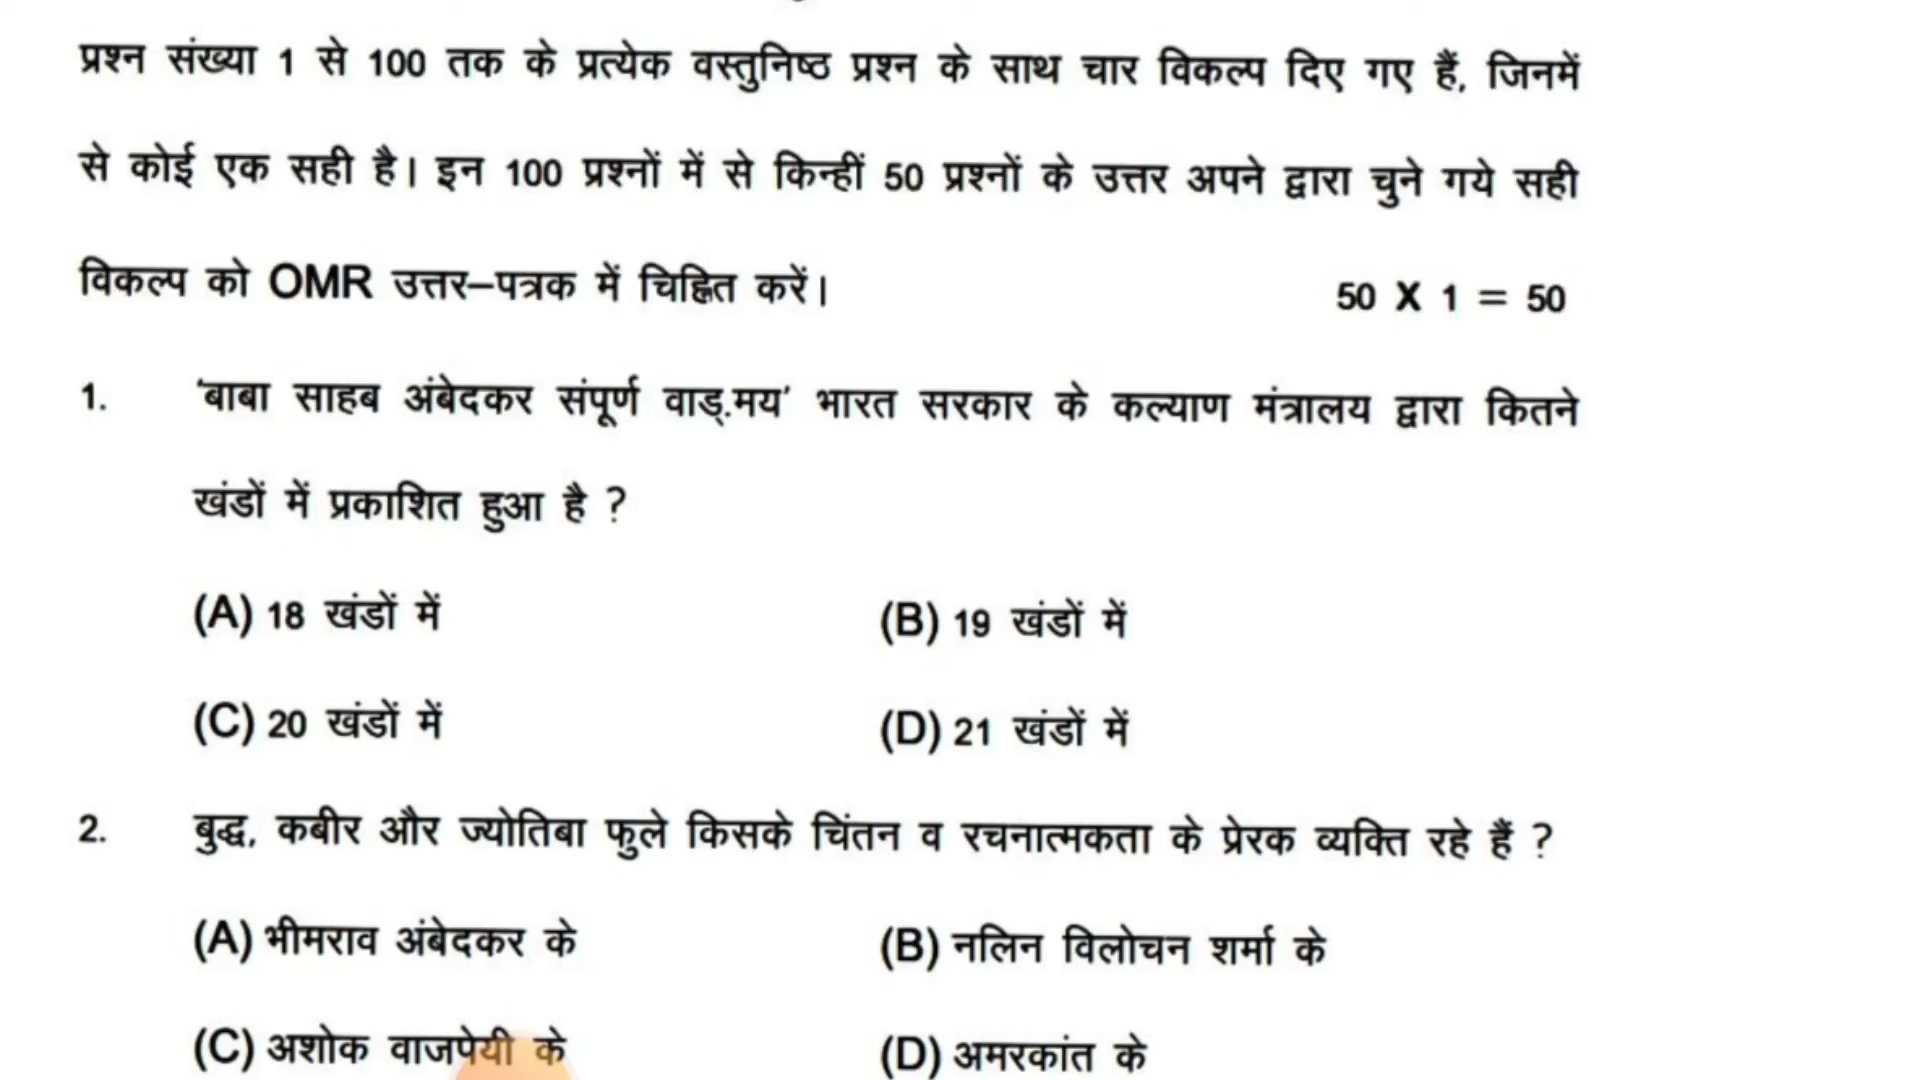 प्रश्न संख्या 1 से 100 तक के प्रत्येक वस्तुनिष्ठ प्रश्न के साथ चार विकल्प दिए गए हैं, जिनमें
से कोई एक सही है। इन 100 प्रश्नों में से किन्हीं 50 प्रश्नों के उत्तर अपने द्वारा चुने गये सही
विकल्प को OMR उत्तर–पत्रक में चिह्नित करें। 50 X 1 = 50
1. ‘बाबा साहब अंबेदकर संपूर्ण वाड्.मय’ भारत सरकार के कल्याण मंत्रालय द्वारा कितने
खंडों में प्रकाशित हुआ है ?
(A) 18 खंडों में (B) 19 खंडों में
(C) 20 खंडों में (D) 21 खंडों में
2. बुद्ध, कबीर और ज्योतिबा फुले किसके चिंतन व रचनात्मकता के प्रेरक व्यक्ति रहे हैं ?
(A) भीमराव अंबेदकर के (B) नलिन विलोचन शर्मा के
(C) अशोक वाजपेयी के (D) अमरकांत के